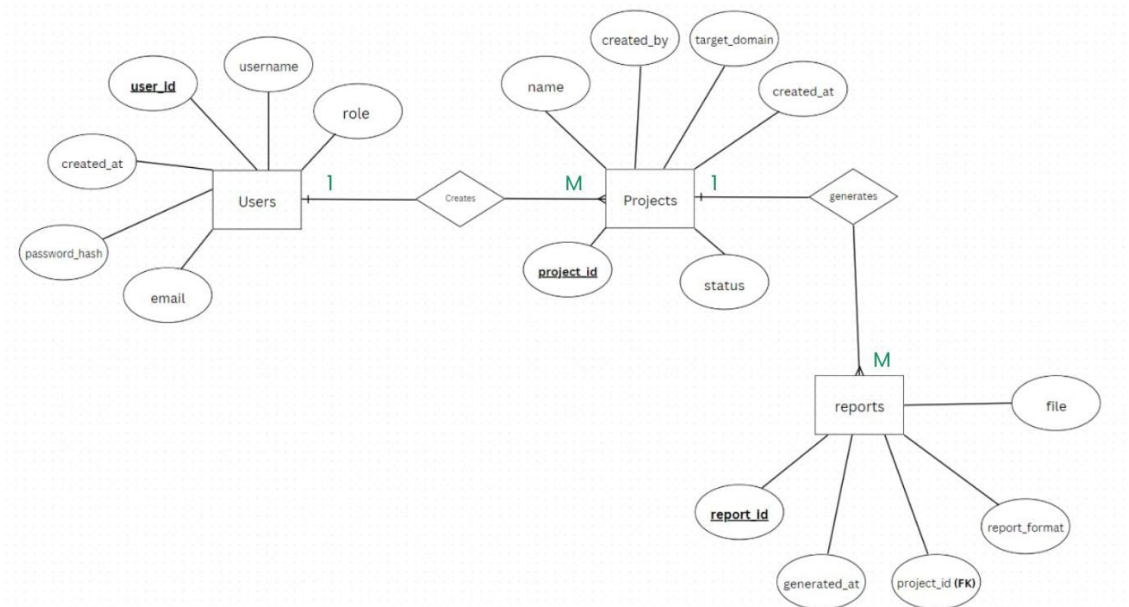 created_by
target_domain
username
user_id
name
created_at
role
created_at
1
M
1
Users
Creates
Projects
generates
password_hash
project_id
status
email
M
reports
file
report_id
report_format
generated_at
project_id (FK)